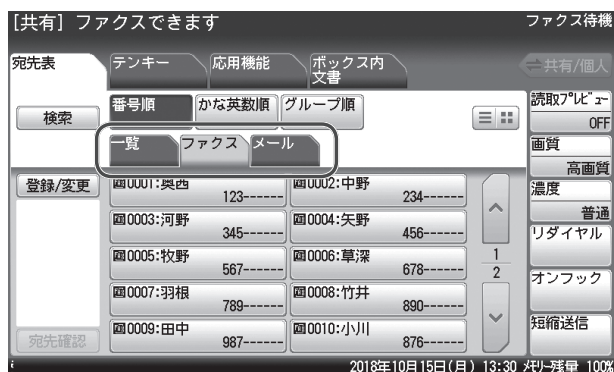 [共有] ファクスできます
ファクス待機
宛先表
テンキー
応用機能
ボックス内
文書
共有/個人
検索
番号順
かな英数順
グループ順
読取プレビュー
OFF
一覧
ファクス
メール
画質
高画質
登録/変更
0001:奥西
123------
0002:中野
234------
濃度
普通
0003:河野
345------
0004:矢野
456------
リダイヤル
0005:牧野
567------
0006:草深
678------
1
2
オンフック
0007:羽根
789------
0008:竹井
890------
宛先確認
0009:田中
987------
0010:小川
876------
短縮送信
2018年10月15日(月) 13:30 メモリー残量 100%